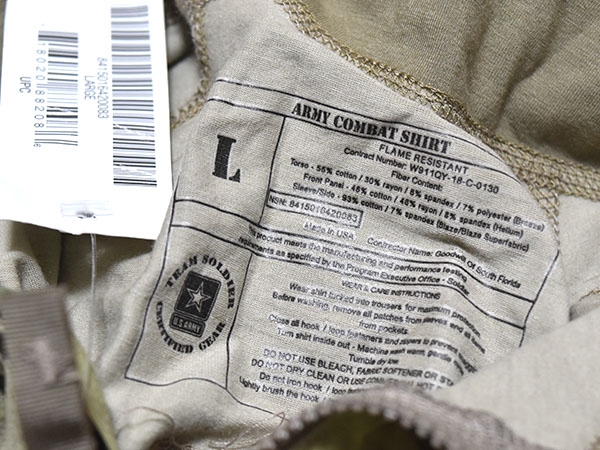 8415016420083
LARGE
UPC
ARMY COMBAT SHIRT
FLAME RESISTANT
Contract Number: W911QY-18-C-0130
Fiber Content:
Torso - 55% cotton / 30% rayon / 8% spandex / 7% polyester (Breeze)
Front Panel - 46% cotton / 46% rayon / 8% spandex (Helium)
Sleeve/Side - 93% cotton / 7% spandex (Blaze/Blaze Superfabric)
NSN: 8415016420083
Made in USA
Contractor Name: Goodwill Of South Florida
L
product meets the manufacturing and performance testing
requirements as specified by the Program Executive Office - Soldier
WEAR & CARE INSTRUCTIONS
Wear shirt tucked into trousers for maximum
Before washing, remove all patches from sleeves and
from pockets.
Close all hook / loop fasteners and zippers to prevent
Turn shirt inside out - Machine wash warm, gentle
Tumble dry low.
DO NOT USE BLEACH, FABRIC SOFTENER OR
DO NOT DRY CLEAN OR USE
Do not iron hook / loop
Lightly brush the hook /
TEAM SOLDIER
U.S. ARMY
CERTIFIED GEAR